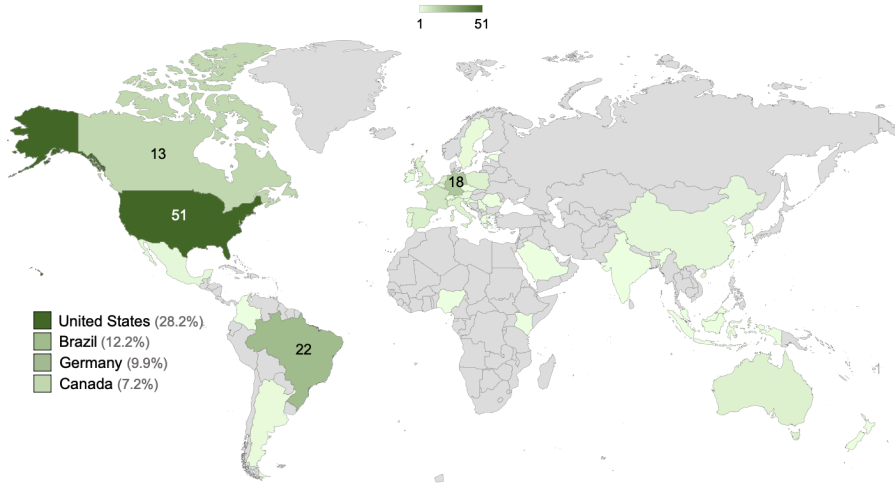 1 51
13
18
51
22
United States (28.2%)
Brazil (12.2%)
Germany (9.9%)
Canada (7.2%)